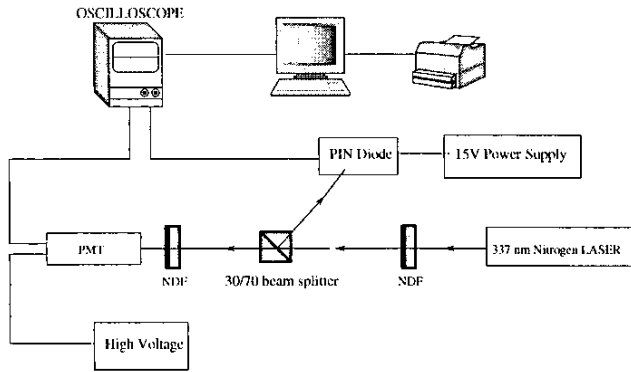 OSCILLOSCOPE
PIN Diode
15V Power Supply
PMT
NDF
30/70 beam splitter
NDF
337 nm Nitrogen LASER
High Voltage